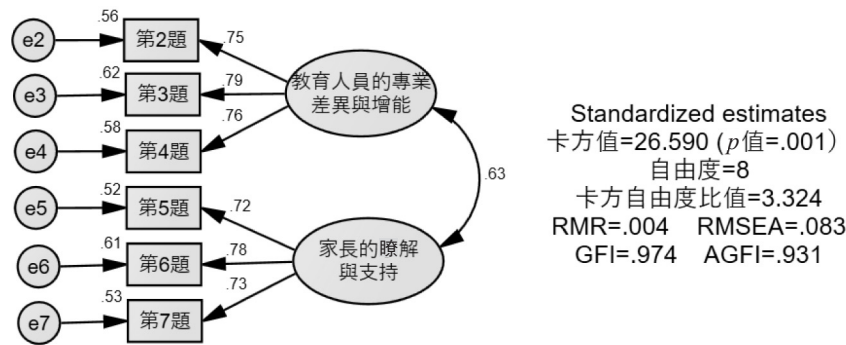 .56
e2
第2題
.75
.62
e3
第3題
.79
.58
e4
第4題
.76
教育人員的專業
差異與增能
.63
.52
e5
第5題
.72
.61
e6
第6題
.78
.53
e7
第7題
.73
家長的瞭解
與支持
Standardized estimates
卡方值=26.590 (p值=.001)
自由度=8
卡方自由度比值=3.324
RMR=.004 RMSEA=.083
GFI=.974 AGFI=.931